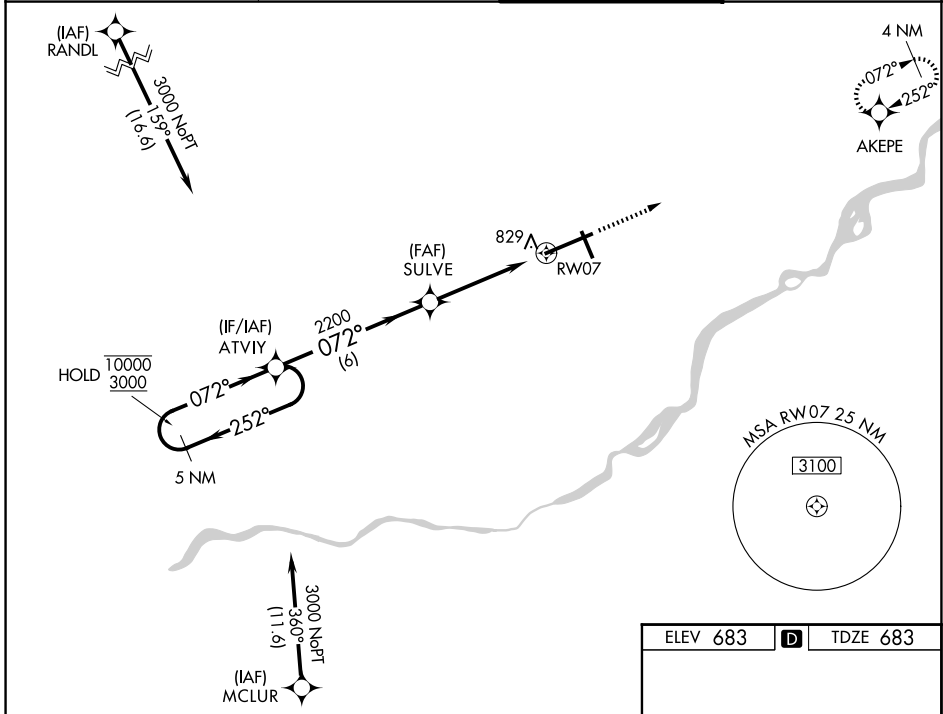 (IAF)
RANDL
3000 NoPT
159°
(16.6)
4 NM
072°
252°
AKEPE
829
RW07
(FAF)
SULVE
(IF/IAF)
ATVIY
2200
072°
(6)
HOLD
10000
3000
072°
252°
5 NM
MSA RW07 25 NM
3100
3000 NoPT
360°
(11.6)
(IAF)
MCLUR
ELEV 683 D TDZE 683